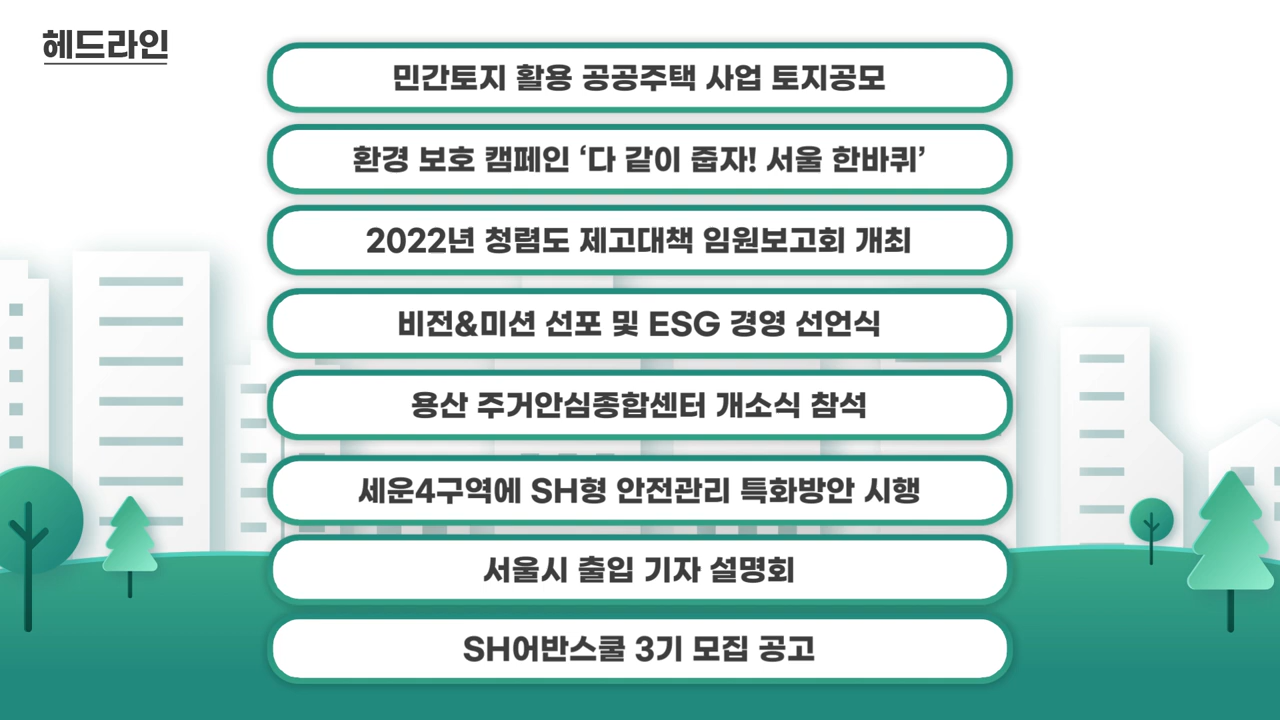 헤드라인
민간토지 활용 공공주택 사업 토지공모
환경 보호 캠페인 ‘다 같이 줍자! 서울 한바퀴’
2022년 청렴도 제고대책 임원보고회 개최
비전&미션 선포 및 ESG 경영 선언식
용산 주거안심종합센터 개소식 참석
세운4구역에 SH형 안전관리 특화방안 시행
서울시 출입 기자 설명회
SH어반스쿨 3기 모집 공고